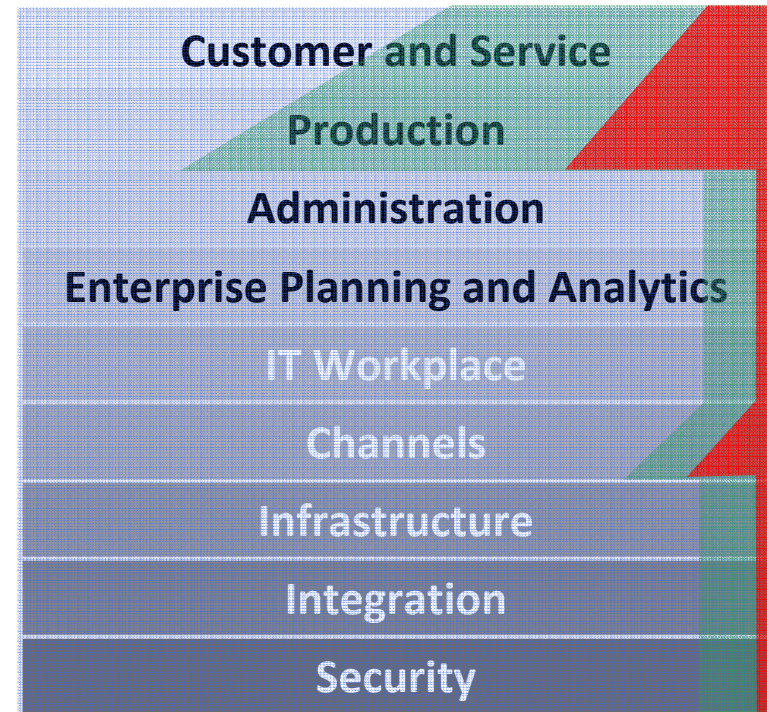 Customer and Service
Production
Administration
Enterprise Planning and Analytics
IT Workplace
Channels
Infrastructure
Integration
Security